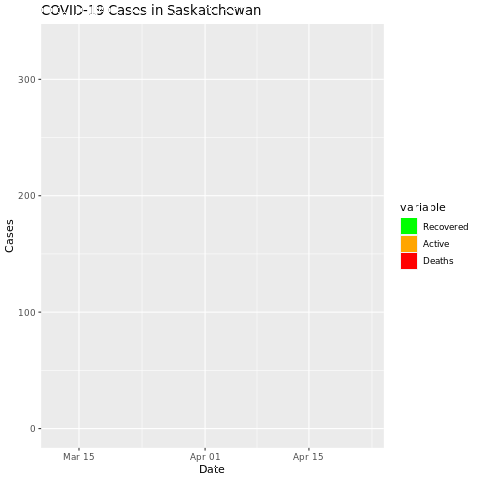 COVID-19 Cases in Saskatchewan
300
200
100
0
Cases
Mar 15
Apr 01
Apr 15
Date
variable
Recovered
Active
Deaths